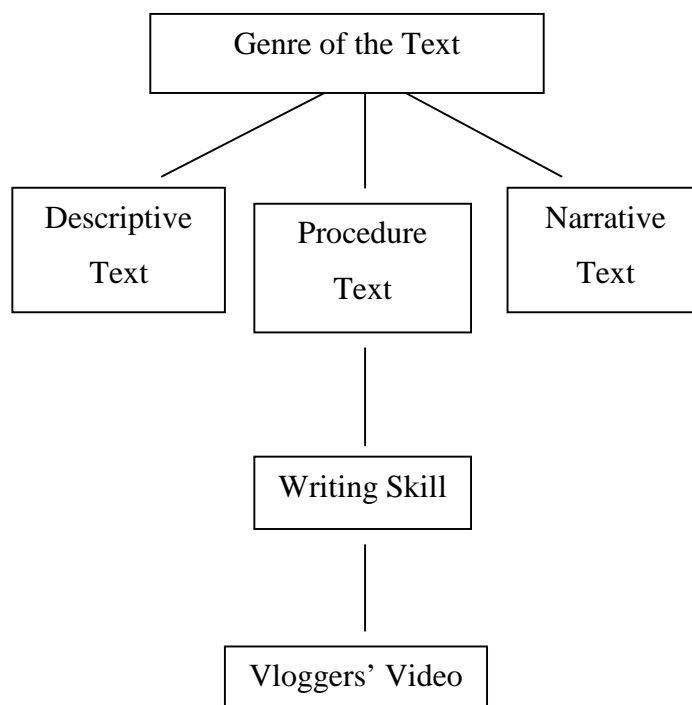 Genre of the Text
Descriptive
Text
Procedure
Text
Narrative
Text
Writing Skill
Vloggers’ Video